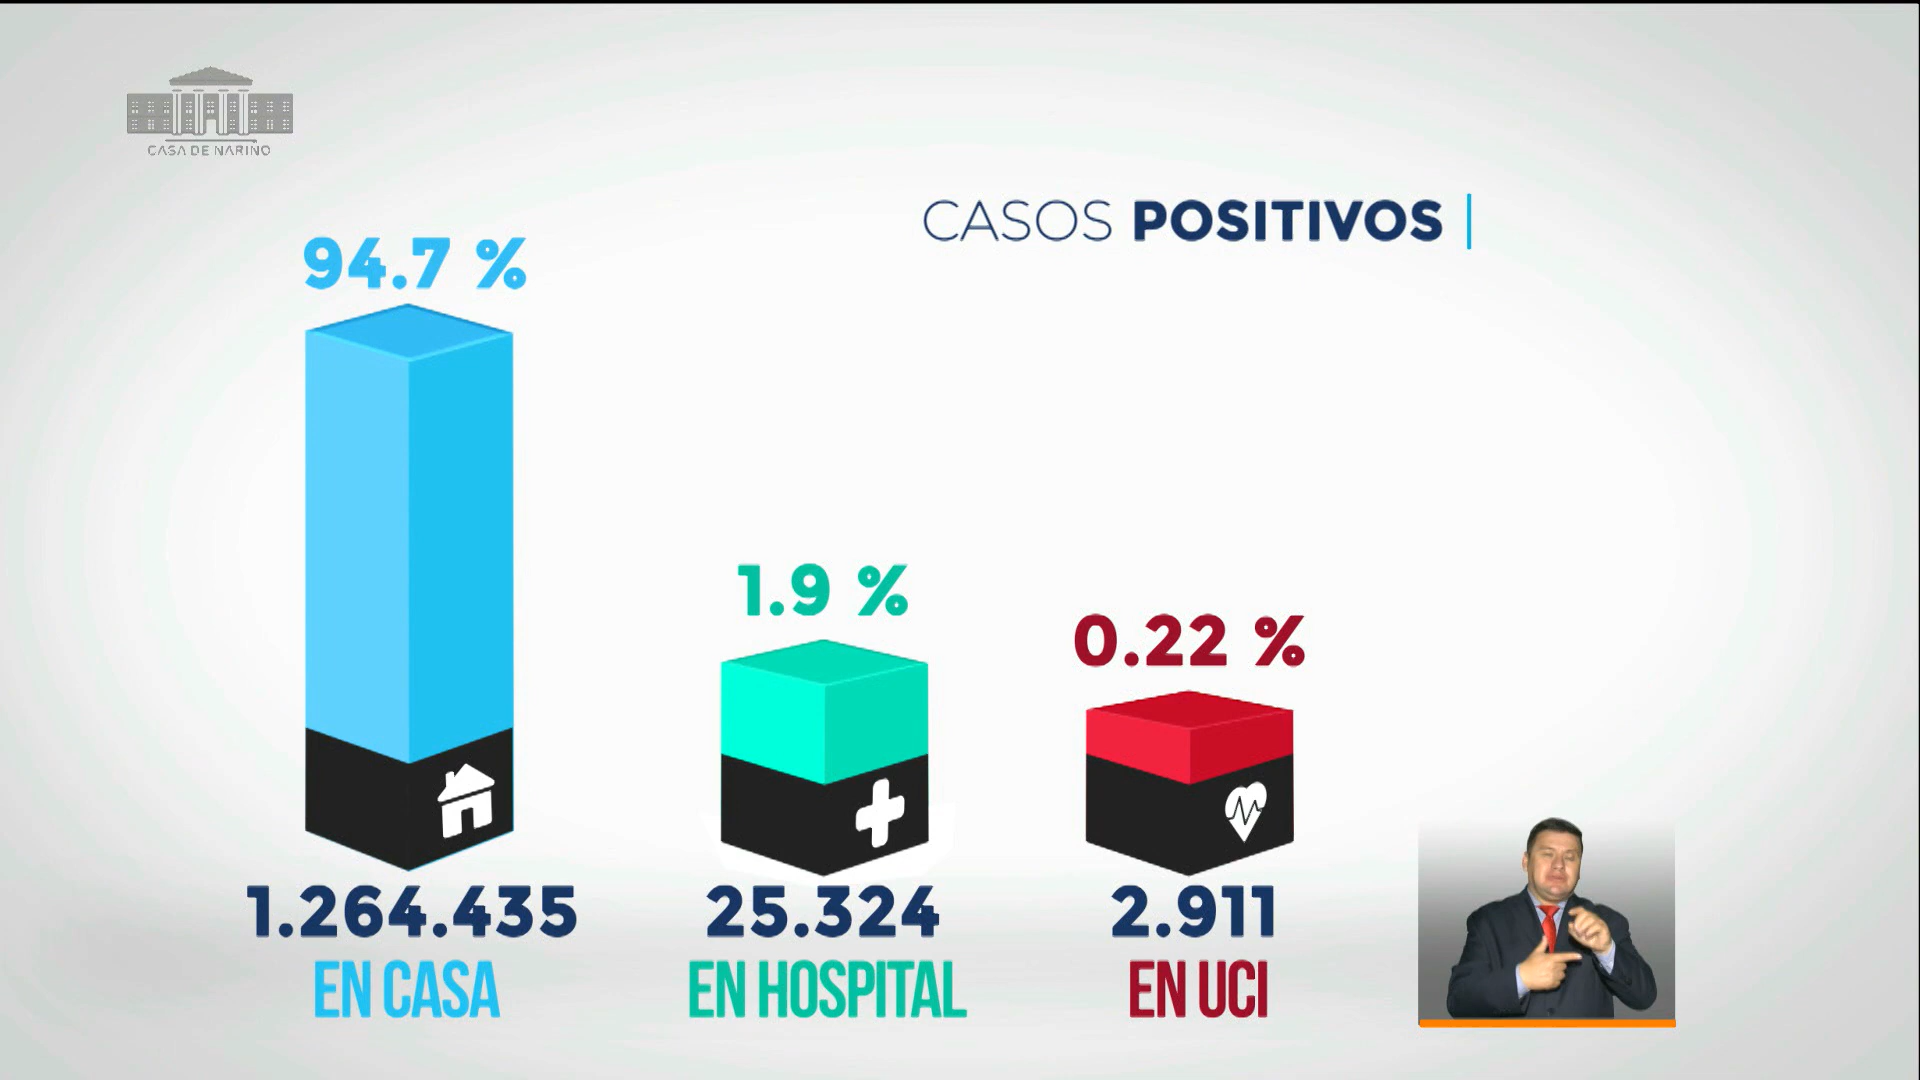 CASA DE NARIÑO
CASOS POSITIVOS
94.7 %
1.9 %
0.22 %
1.264.435
25.324
2.911
EN CASA
EN HOSPITAL
EN UCI